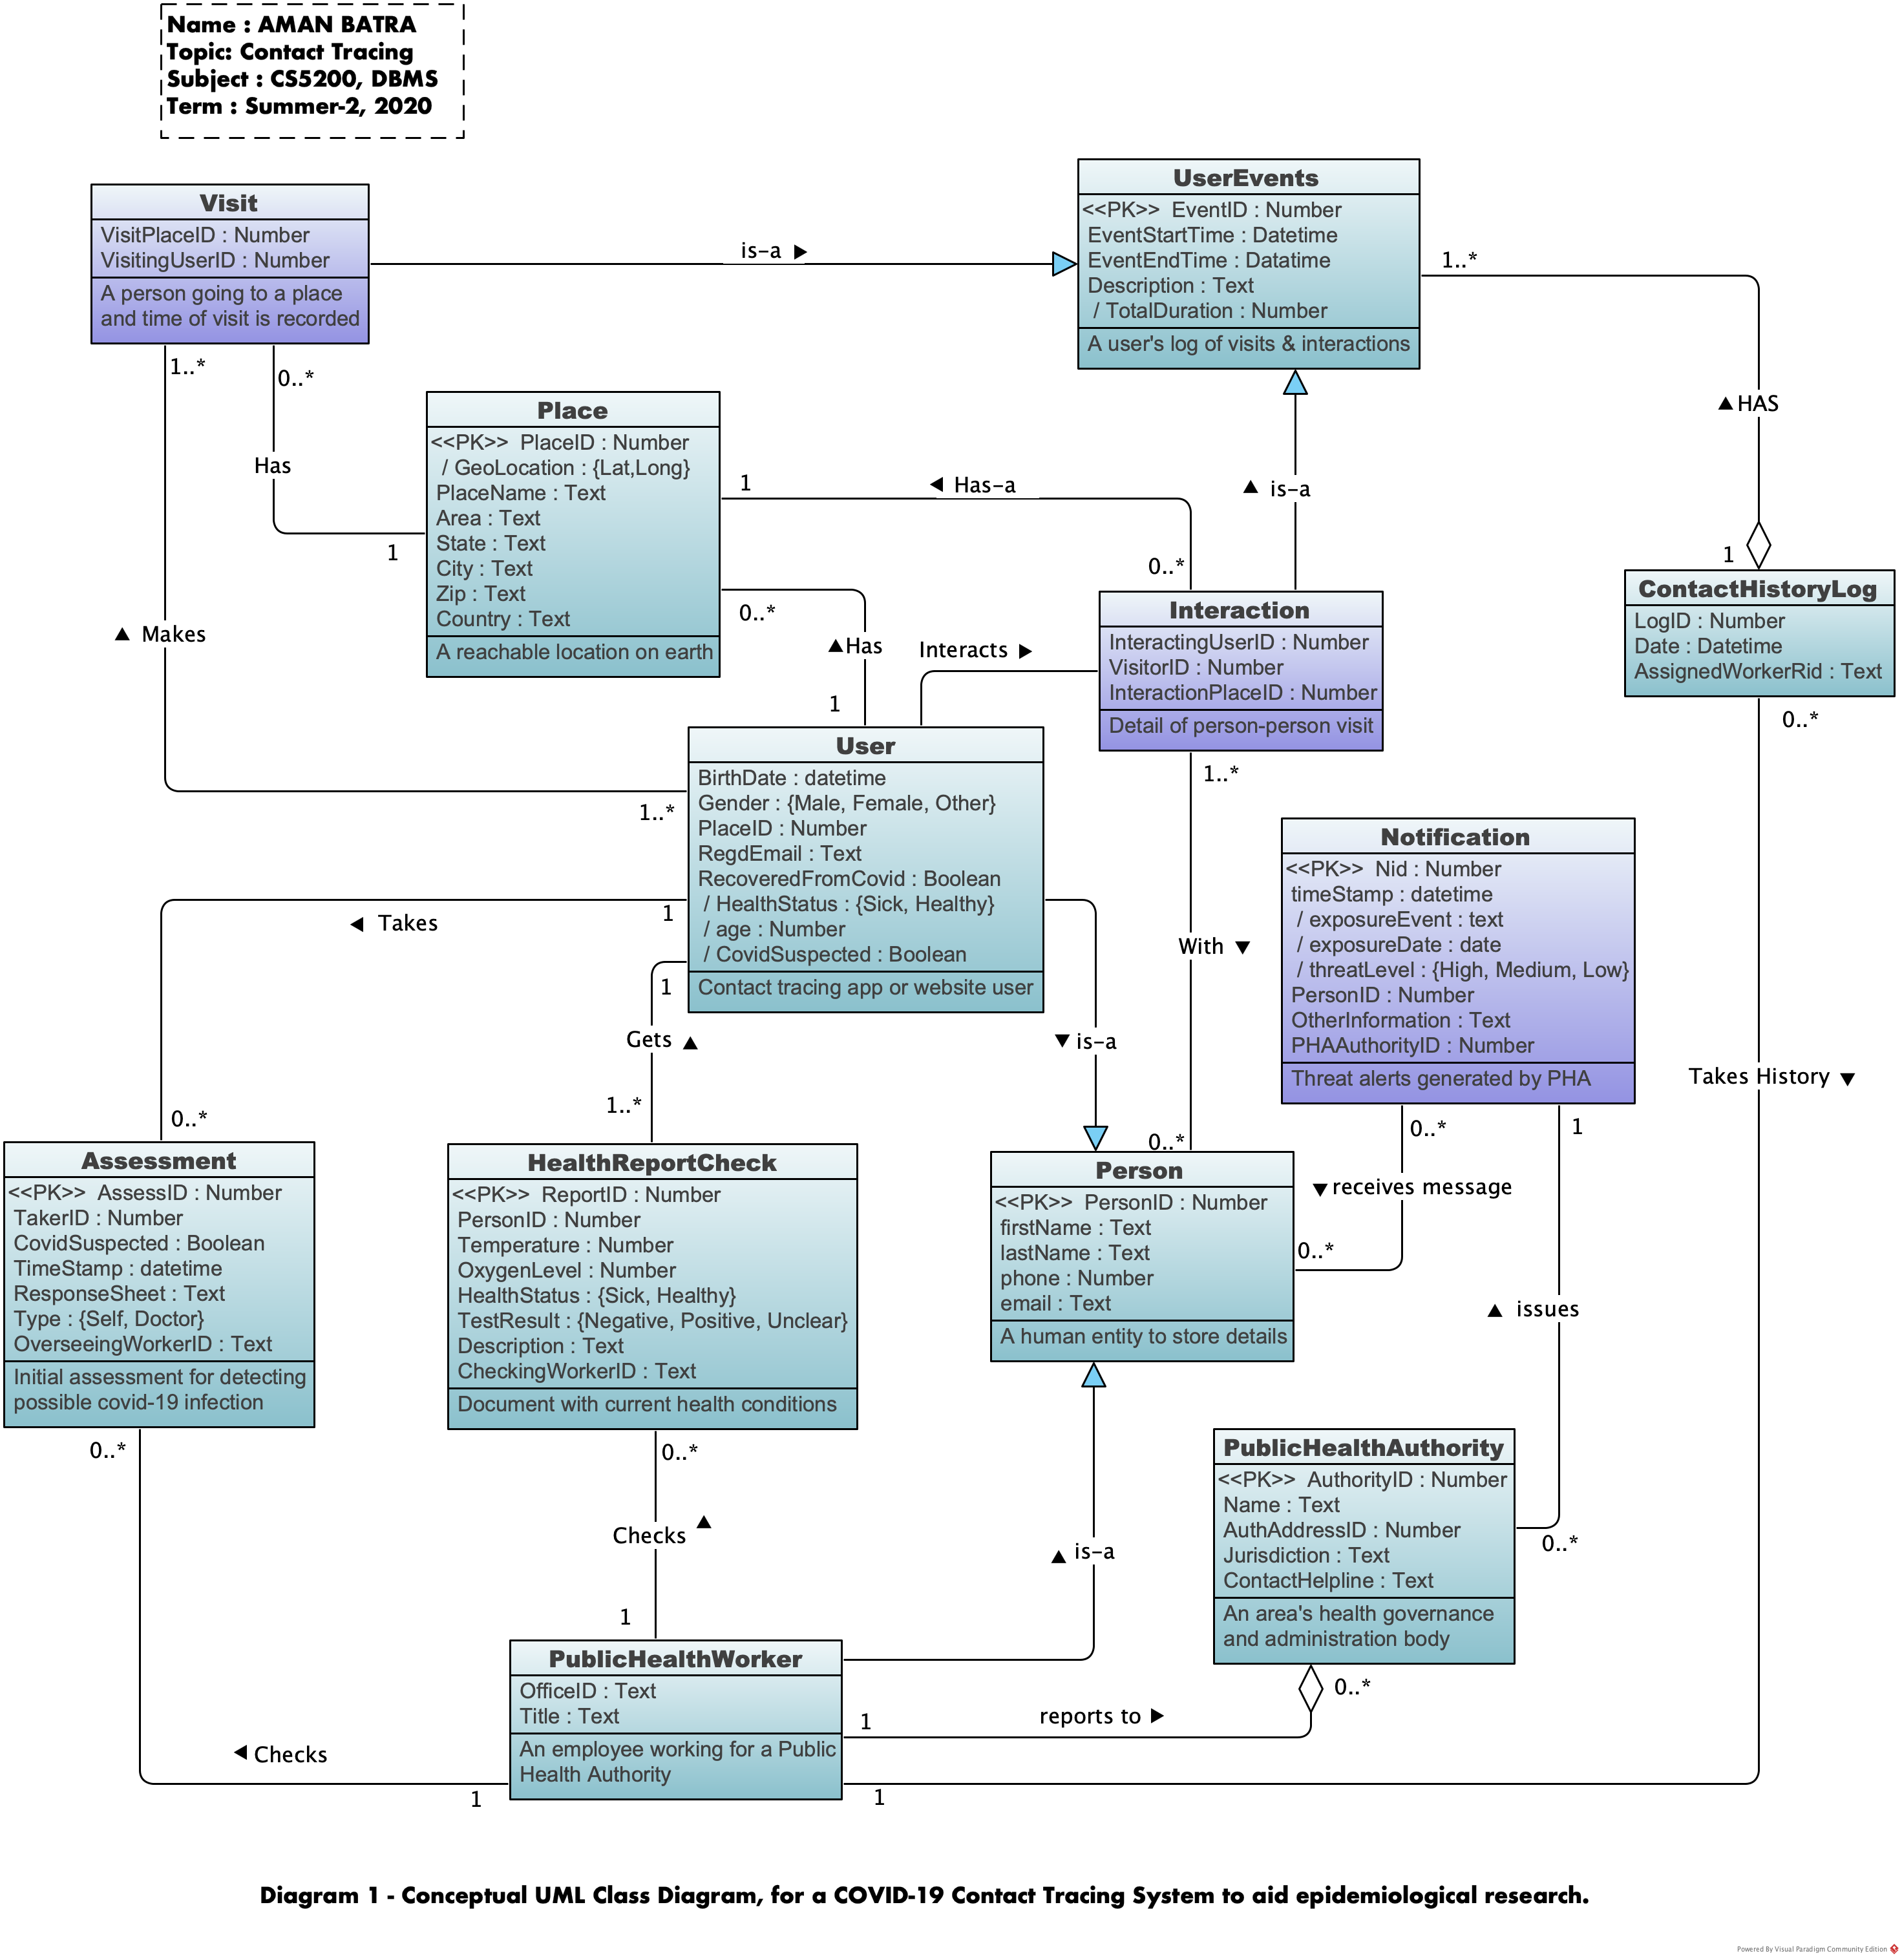 Name : AMAN BATRA
Topic: Contact Tracing
Subject : CS5200, DBMS
Term : Summer-2, 2020
Visit
VisitPlaceID : Number
VisitingUserID : Number
A person going to a place
and time of visit is recorded
is-a ▶
UserEvents
<<PK>> EventID : Number
EventStartTime : Datetime
EventEndTime : Datatime
Description : Text
/ TotalDuration : Number
A user's log of visits & interactions
1..*
▲ HAS
1
1..*
0..*
Has
1
Place
<<PK>> PlaceID : Number
/ GeoLocation : {Lat,Long}
PlaceName : Text
Area : Text
State : Text
City : Text
Zip : Text
Country : Text
A reachable location on earth
1
◀ Has-a
0..*
▲ is-a
0..*
▲Has
1
Interacts ▶
▲ Makes
1..*
Interaction
InteractingUserID : Number
VisitorID : Number
InteractionPlaceID : Number
Detail of person-person visit
ContactHistoryLog
LogID : Number
Date : Datetime
AssignedWorkerRid : Text
0..*
User
BirthDate : datetime
Gender : {Male, Female, Other}
PlaceID : Number
RegdEmail : Text
RecoveredFromCovid : Boolean
/ HealthStatus : {Sick, Healthy}
/ age : Number
/ CovidSuspected : Boolean
Contact tracing app or website user
1..*
With ▼
0..*
Notification
<<PK>> Nid : Number
timeStamp : datetime
/ exposureEvent : text
/ exposureDate : date
/ threatLevel : {High, Medium, Low}
PersonID : Number
OtherInformation : Text
PHAAuthorityID : Number
Threat alerts generated by PHA
Takes History ▼
1
◀ Takes
0..*
1
Gets ▲
1..*
▼ is-a
0..*
▼ receives message
0..*
1
▲ issues
0..*
Assessment
<<PK>> AssessID : Number
TakerID : Number
CovidSuspected : Boolean
TimeStamp : datetime
ResponseSheet : Text
Type : {Self, Doctor}
OverseeingWorkerID : Text
Initial assessment for detecting
possible covid-19 infection
HealthReportCheck
<<PK>> ReportID : Number
PersonID : Number
Temperature : Number
OxygenLevel : Number
HealthStatus : {Sick, Healthy}
TestResult : {Negative, Positive, Unclear}
Description : Text
CheckingWorkerID : Text
Document with current health conditions
Person
<<PK>> PersonID : Number
firstName : Text
lastName : Text
phone : Number
email : Text
A human entity to store details
PublicHealthAuthority
<<PK>> AuthorityID : Number
Name : Text
AuthAddressID : Number
Jurisdiction : Text
ContactHelpline : Text
An area's health governance
and administration body
0..*
0..*
Checks ▲
1
▲ is-a
PublicHealthWorker
OfficeID : Text
Title : Text
An employee working for a Public
Health Authority
0..*
1
reports to ▶
◀ Checks
1
1
Diagram 1 - Conceptual UML Class Diagram, for a COVID-19 Contact Tracing System to aid epidemiological research.
Powered By Visual Paradigm Community Edition